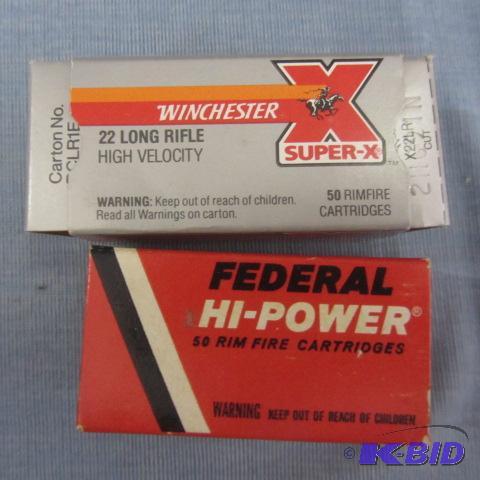 WINCHESTER
X
SUPER-X®
22 LONG RIFLE
HIGH VELOCITY
WARNING: Keep out of reach of children.
Read all Warnings on carton.
50 RIMFIRE
CARTRIDGES
Carton No.
X22LR1
CUT
FEDERAL
HI-POWER®
50 RIM FIRE CARTRIDGES
WARNING KEEP OUT OF REACH OF CHILDREN
© K-BID